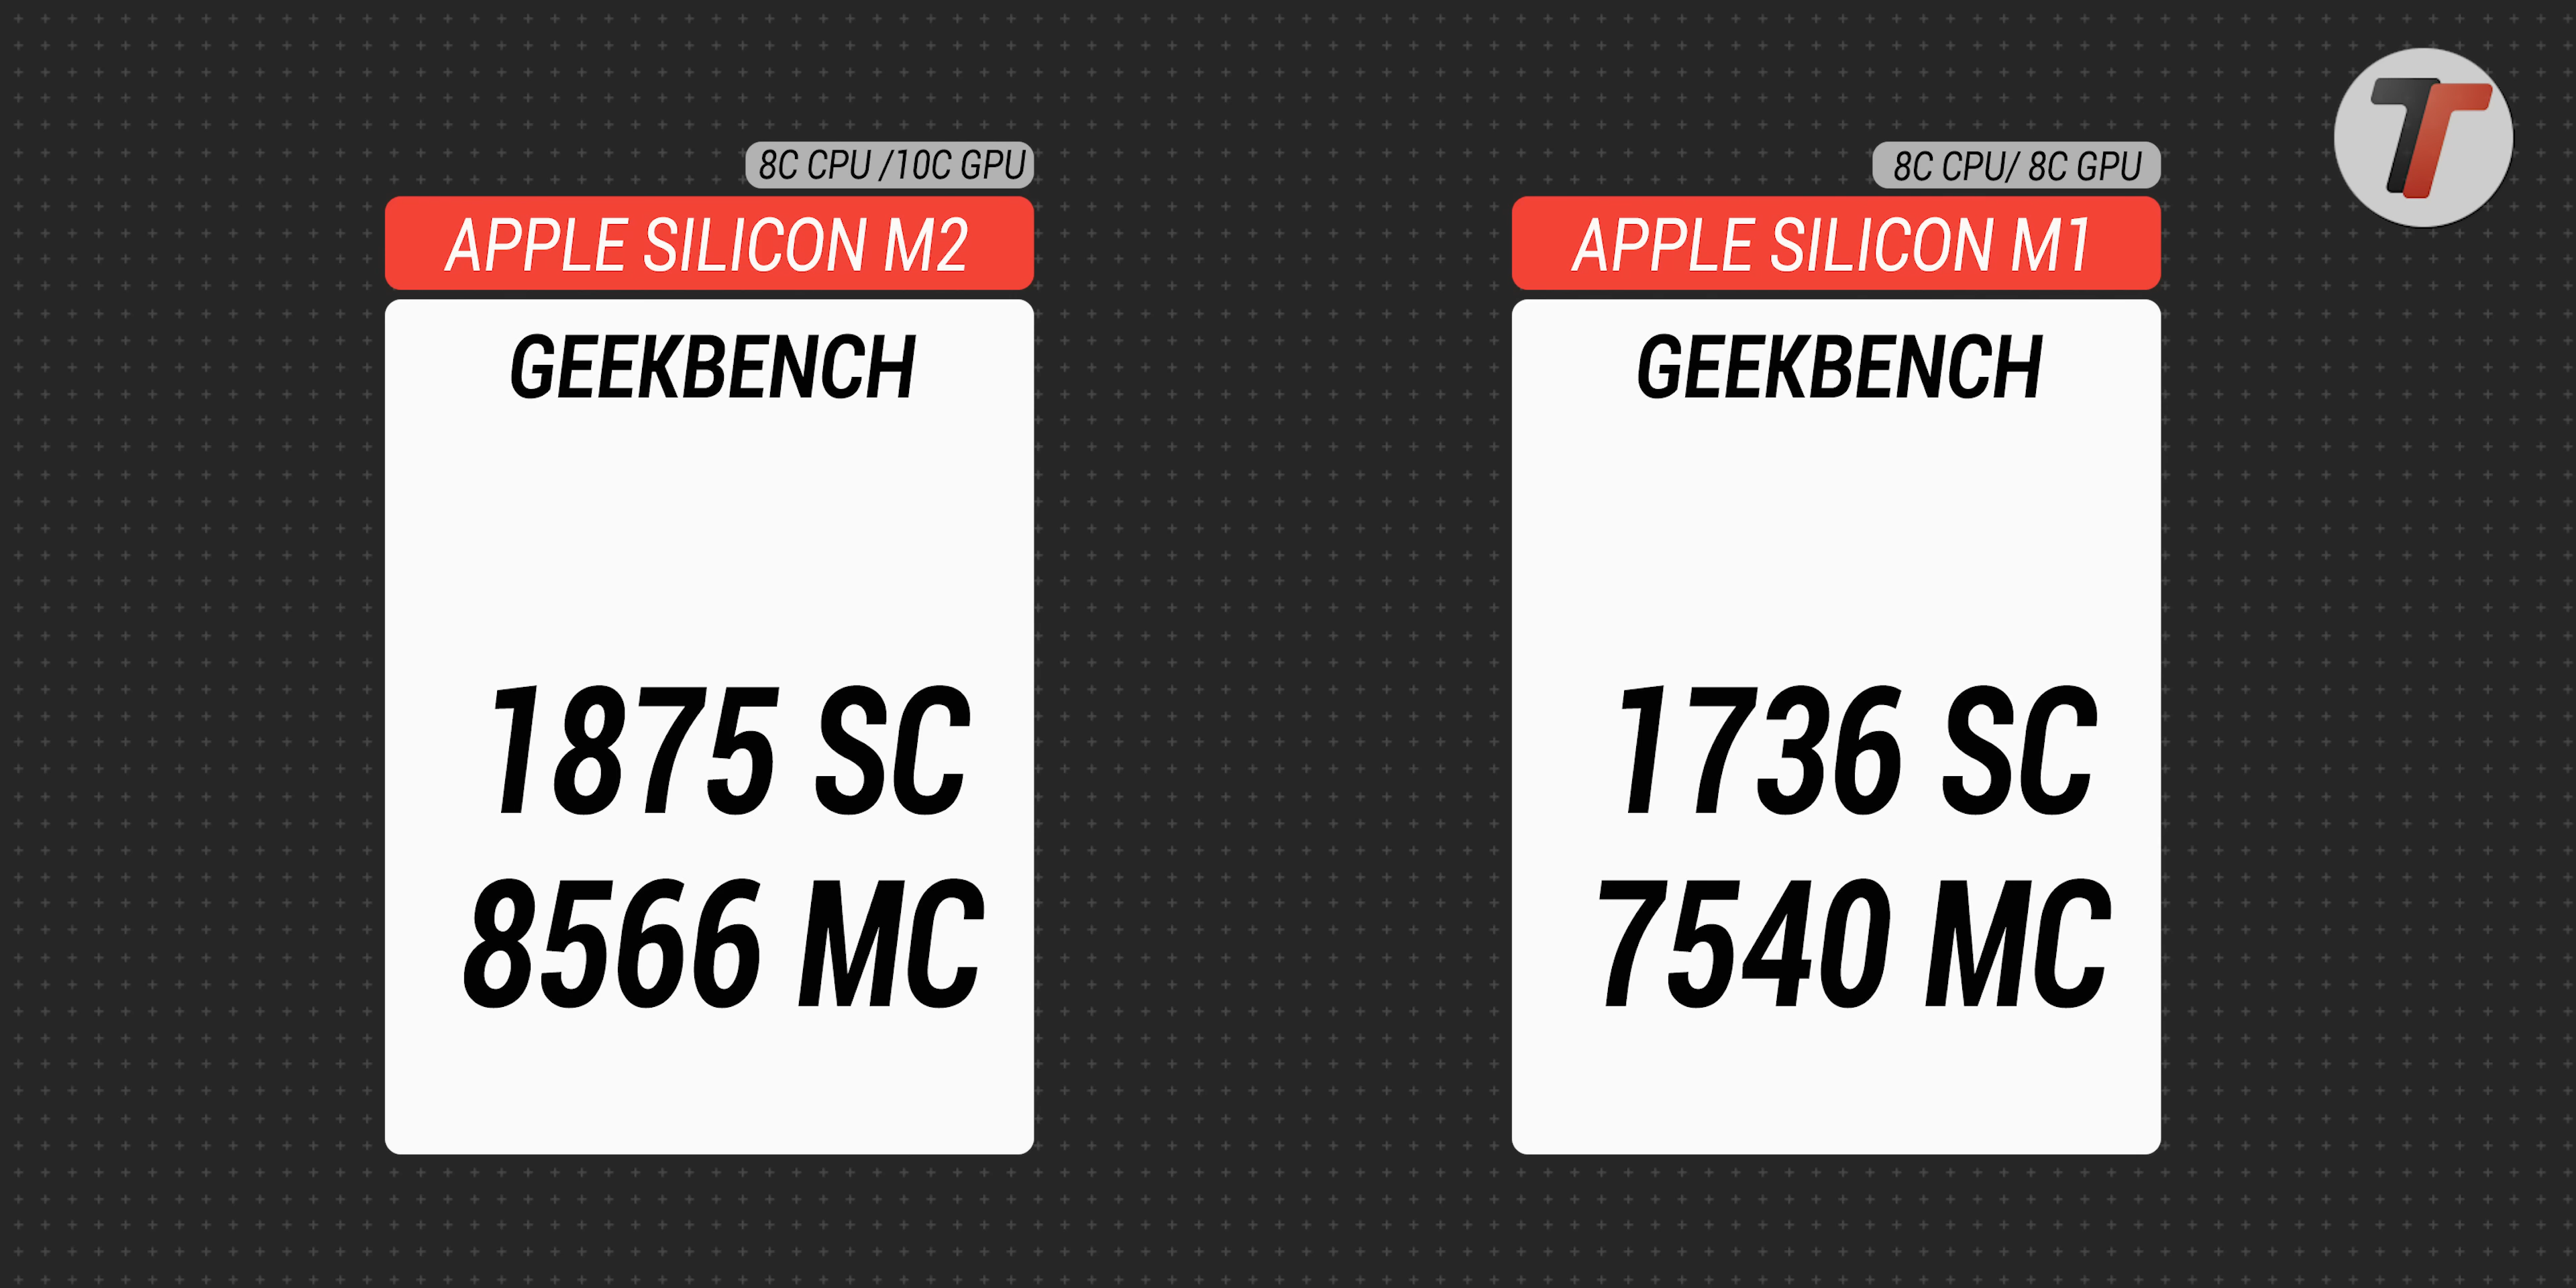 8C CPU /10C GPU
APPLE SILICON M2
GEEKBENCH
1875 SC
8566 MC
8C CPU/ 8C GPU
APPLE SILICON M1
GEEKBENCH
1736 SC
7540 MC
TT